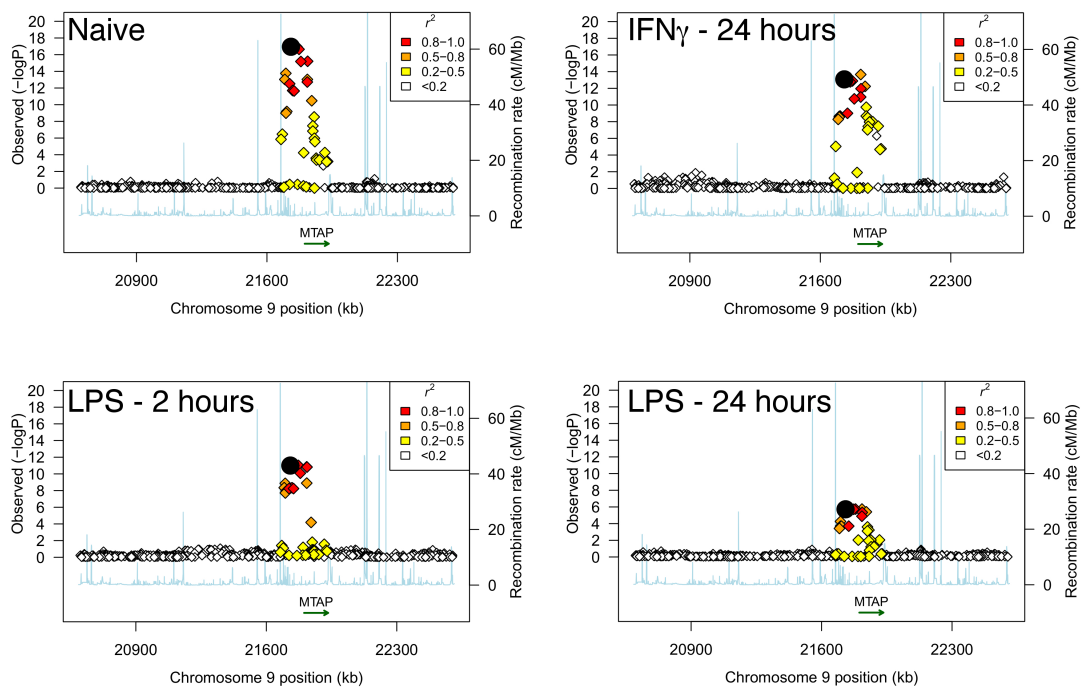 Naive
20
18
16
14
12
10
8
6
4
2
0
Observed (−logP)
r²
0.8−1.0
0.5−0.8
0.2−0.5
<0.2
60
40
20
0
Recombination rate (cM/Mb)
MTAP
20900 21600 22300
Chromosome 9 position (kb)
IFNγ - 24 hours
20
18
16
14
12
10
8
6
4
2
0
Observed (−logP)
r²
0.8−1.0
0.5−0.8
0.2−0.5
<0.2
60
40
20
0
Recombination rate (cM/Mb)
MTAP
20900 21600 22300
Chromosome 9 position (kb)
LPS - 2 hours
20
18
16
14
12
10
8
6
4
2
0
Observed (−logP)
r²
0.8−1.0
0.5−0.8
0.2−0.5
<0.2
60
40
20
0
Recombination rate (cM/Mb)
MTAP
20900 21600 22300
Chromosome 9 position (kb)
LPS - 24 hours
20
18
16
14
12
10
8
6
4
2
0
Observed (−logP)
r²
0.8−1.0
0.5−0.8
0.2−0.5
<0.2
60
40
20
0
Recombination rate (cM/Mb)
MTAP
20900 21600 22300
Chromosome 9 position (kb)